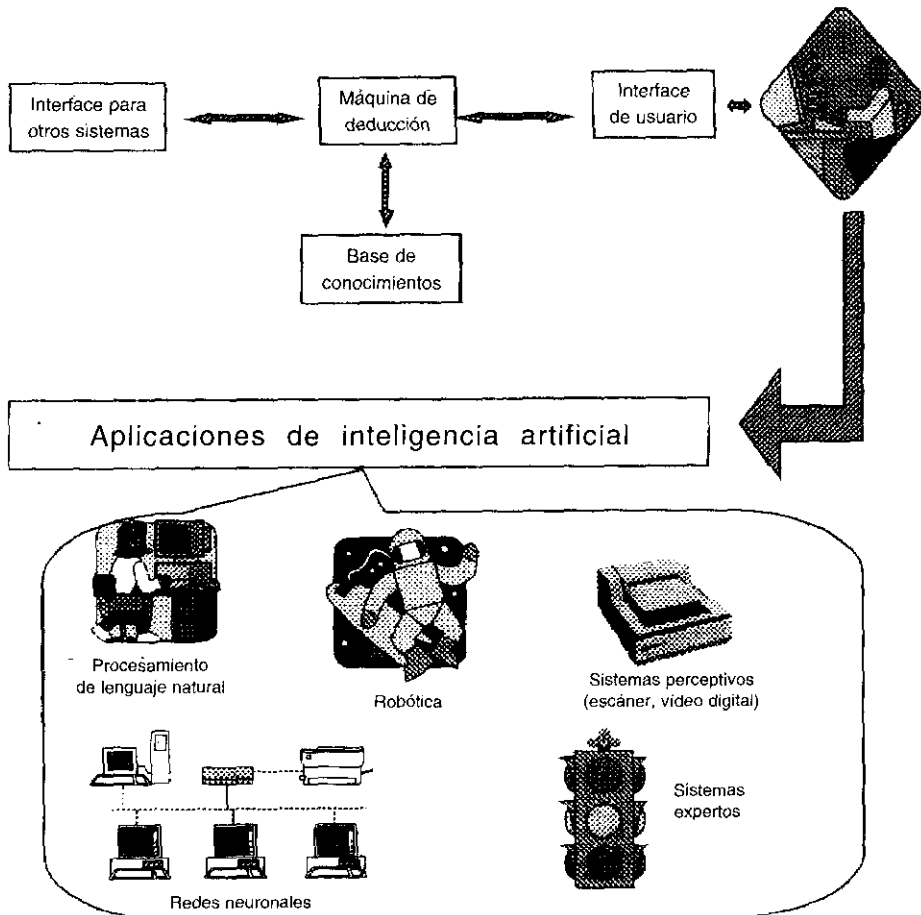 Interface para
otros sistemas
Máquina de
deducción
Interface
de usuario
Base de
conocimientos
Aplicaciones de inteligencia artificial
Procesamiento
de lenguaje natural
Robótica
Sistemas perceptivos
(escáner, vídeo digital)
Redes neuronales
Sistemas
expertos